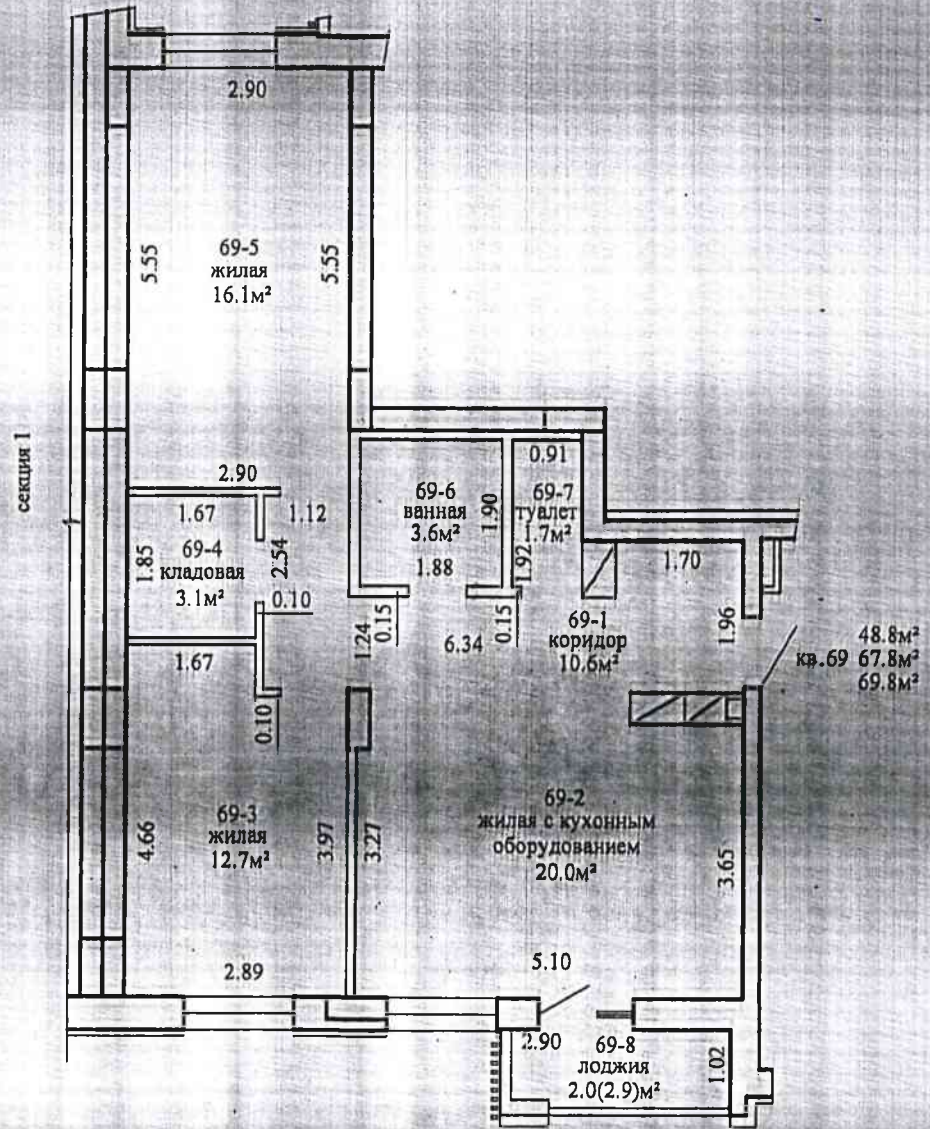 2.90
5.55
69-5
жилая
16.1м²
5.55
секция 1
2.90
1.67
1.12
1.85
69-4
кладовая
3.1м²
2.54
0.10
1.67
0.10
69-6
ванная
3.6м²
1.90
1.88
0.91
69-7
туалет
1.7м²
1.92
1.70
1.24
0.15
6.34
0.15
69-1
коридор
10.6м²
1.96
48.8м²
кв.69 67.8м²
69.8м²
4.66
69-3
жилая
12.7м²
3.97
3.27
69-2
жилая с кухонным
оборудованием
20.0м²
3.65
2.89
5.10
2.90
69-8
лоджия
2.0(2.9)м²
1.02